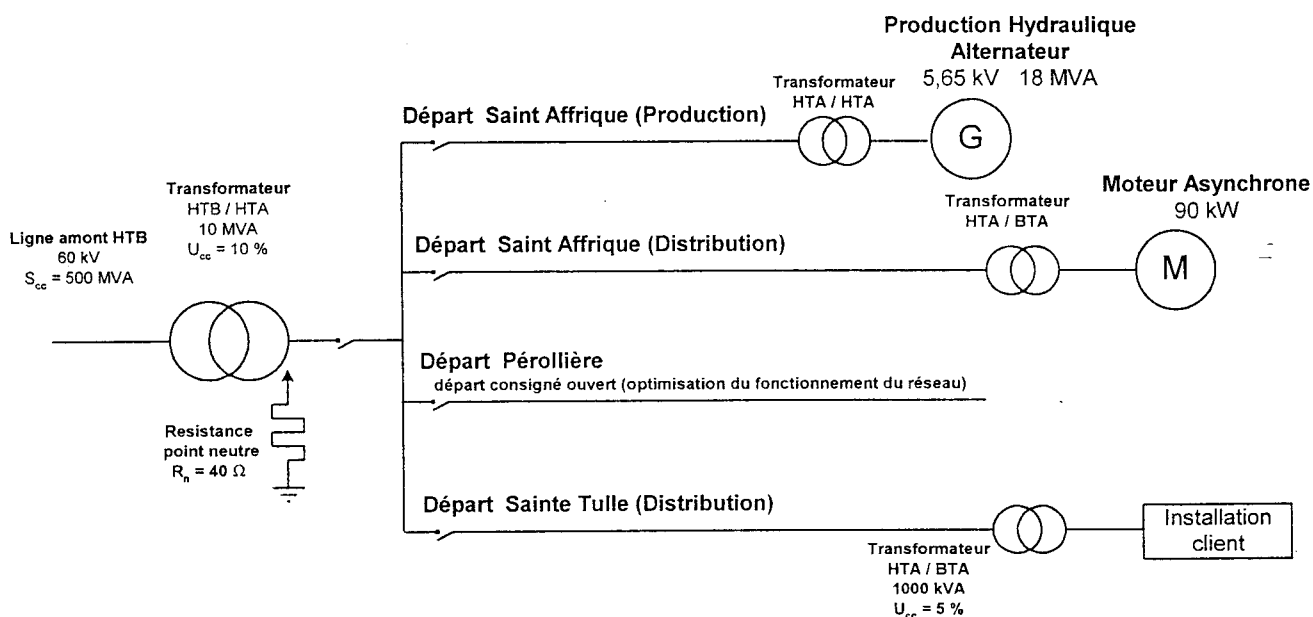 Production Hydraulique
Alternateur
5,65 kV 18 MVA
Transformateur
HTA / HTA
Départ Saint Affrique (Production)
G
Moteur Asynchrone
90 kW
Transformateur
HTA / BTA
Transformateur
HTB / HTA
10 MVA
Ucc = 10 %
Ligne amont HTB
60 kV
Scc = 500 MVA
Départ Saint Affrique (Distribution)
M
Départ Pérollière
départ consigné ouvert (optimisation du fonctionnement du réseau)
Resistance
point neutre
Rn = 40 Ω
Départ Sainte Tulle (Distribution)
Installation
client
Transformateur
HTA / BTA
1000 kVA
Ucc = 5 %